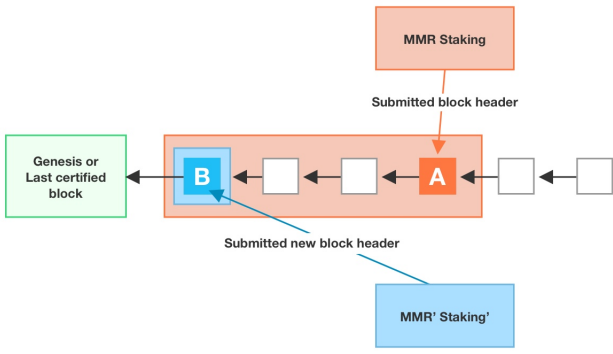 MMR Staking
Submitted block header
Genesis or
Last certified
block
B
A
Submitted new block header
MMR' Staking'